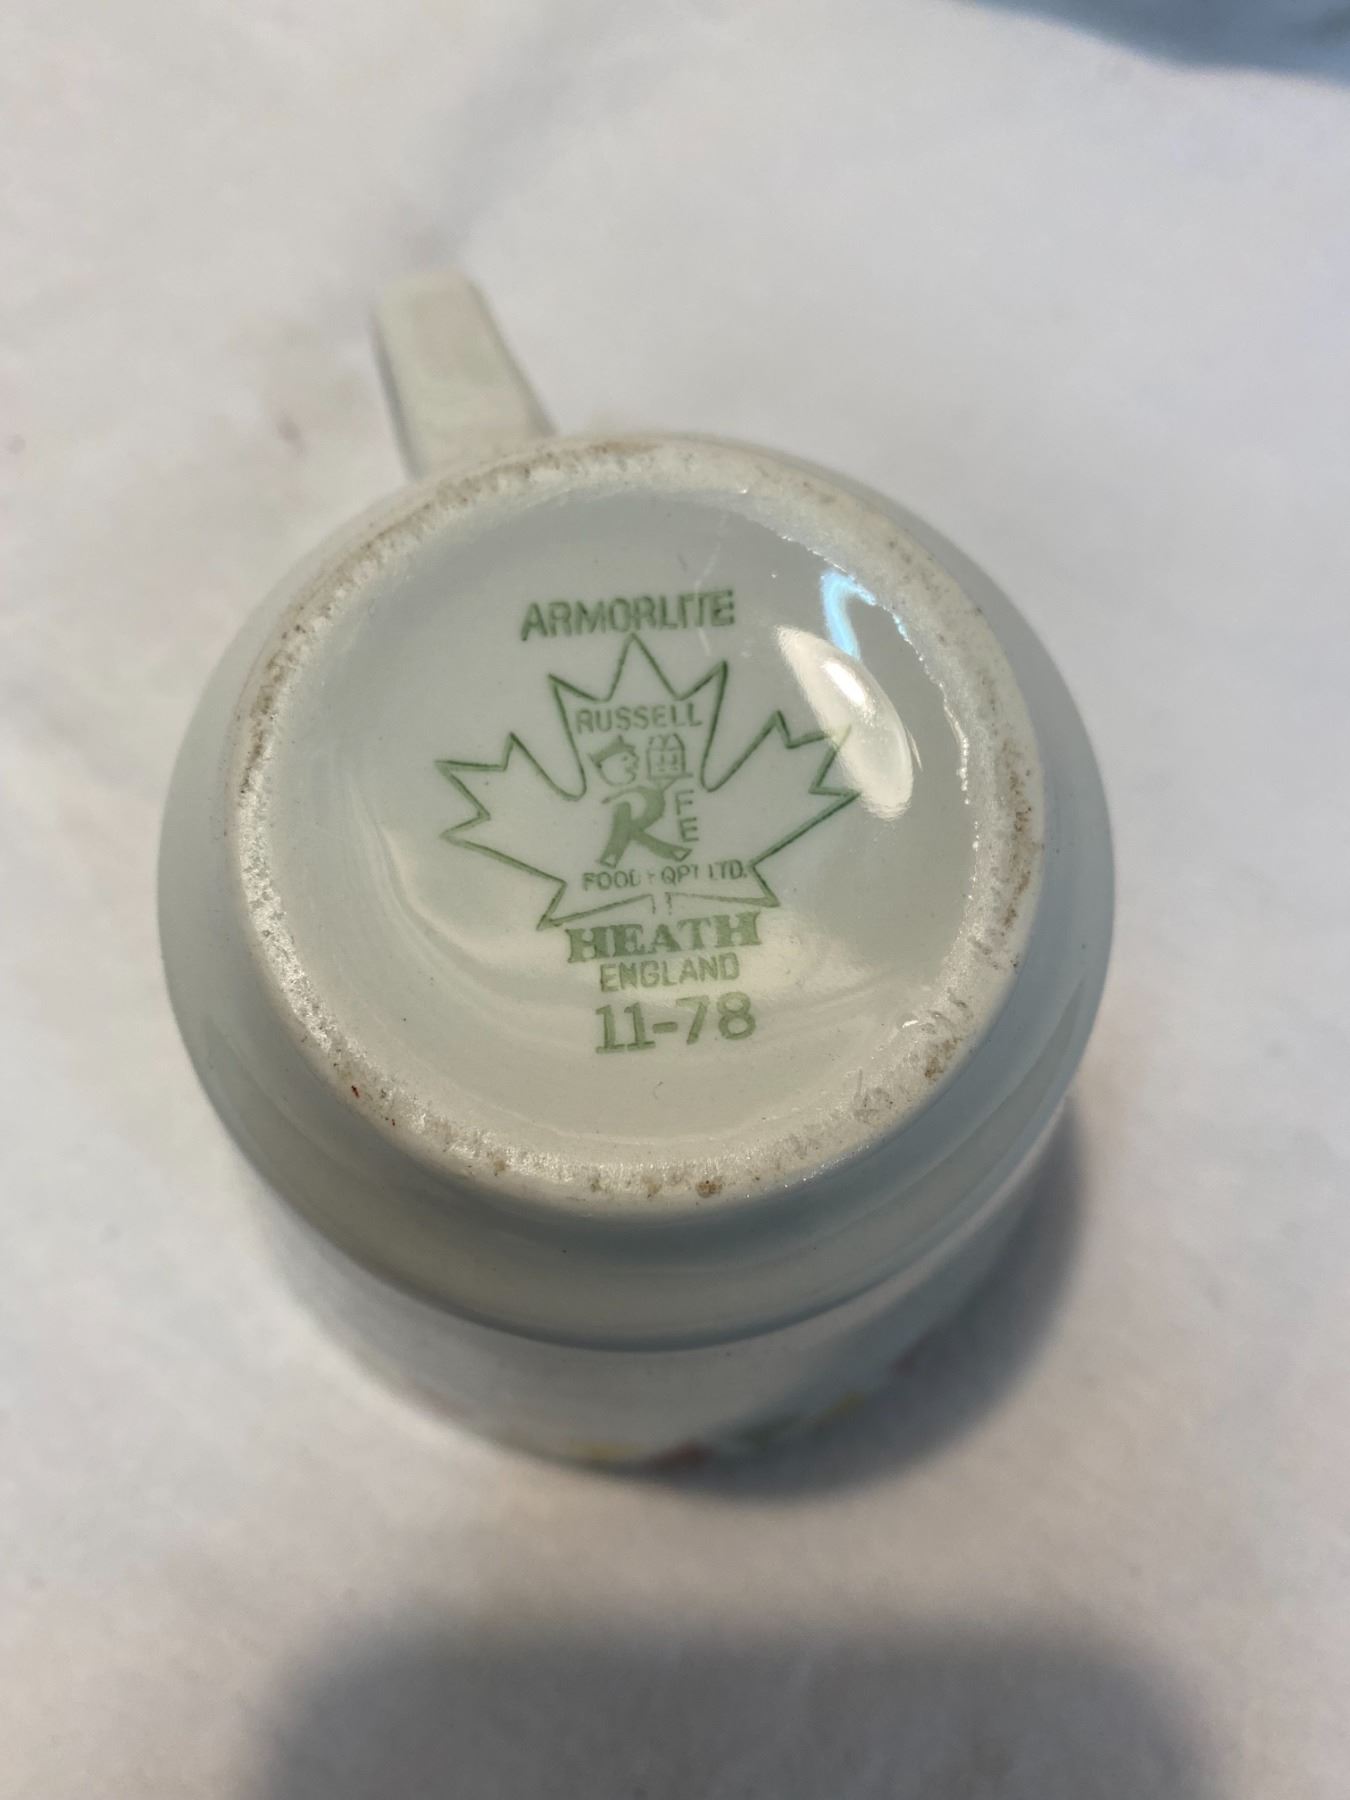 ARMORLITE
RUSSELL
R F
E
FOOD EQPT LTD.
HEATH
ENGLAND
11-78